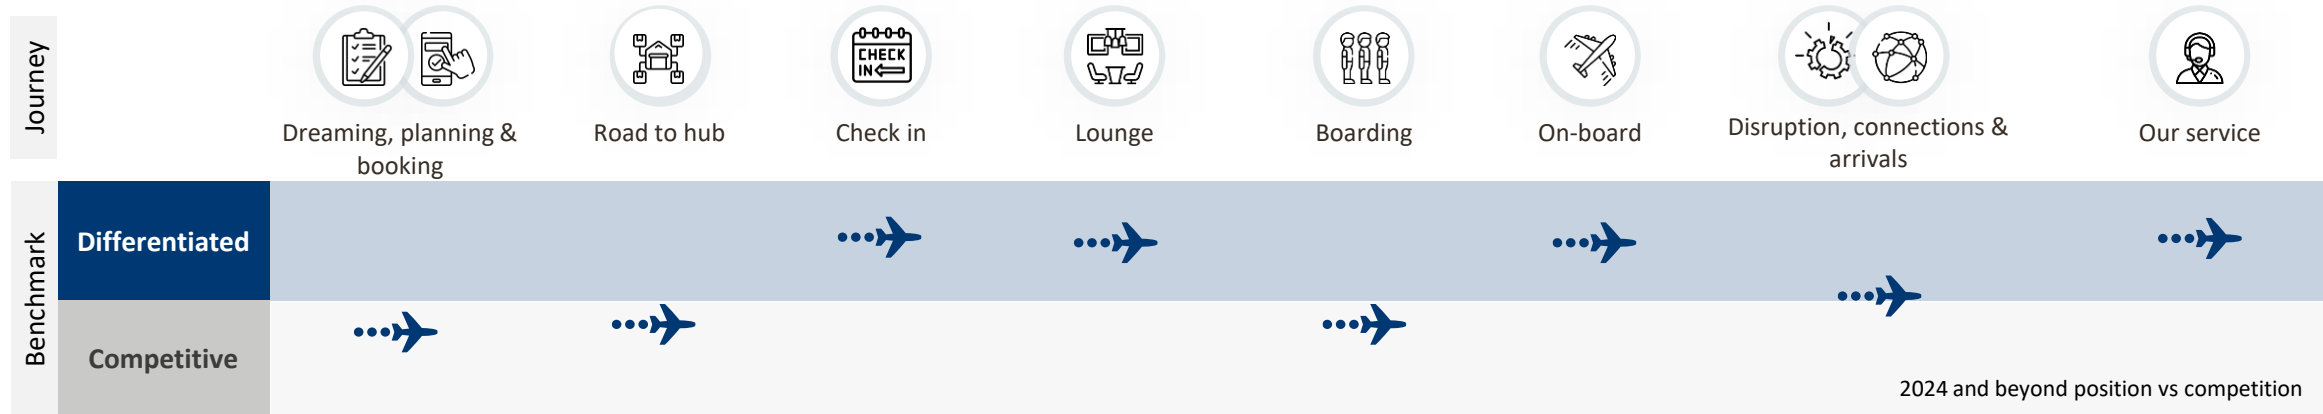 Journey
CHECK
IN
Dreaming, planning &
booking
Road to hub
Check in
Lounge
Boarding
On-board
Disruption, connections &
arrivals
Our service
Benchmark
Differentiated
Competitive
2024 and beyond position vs competition